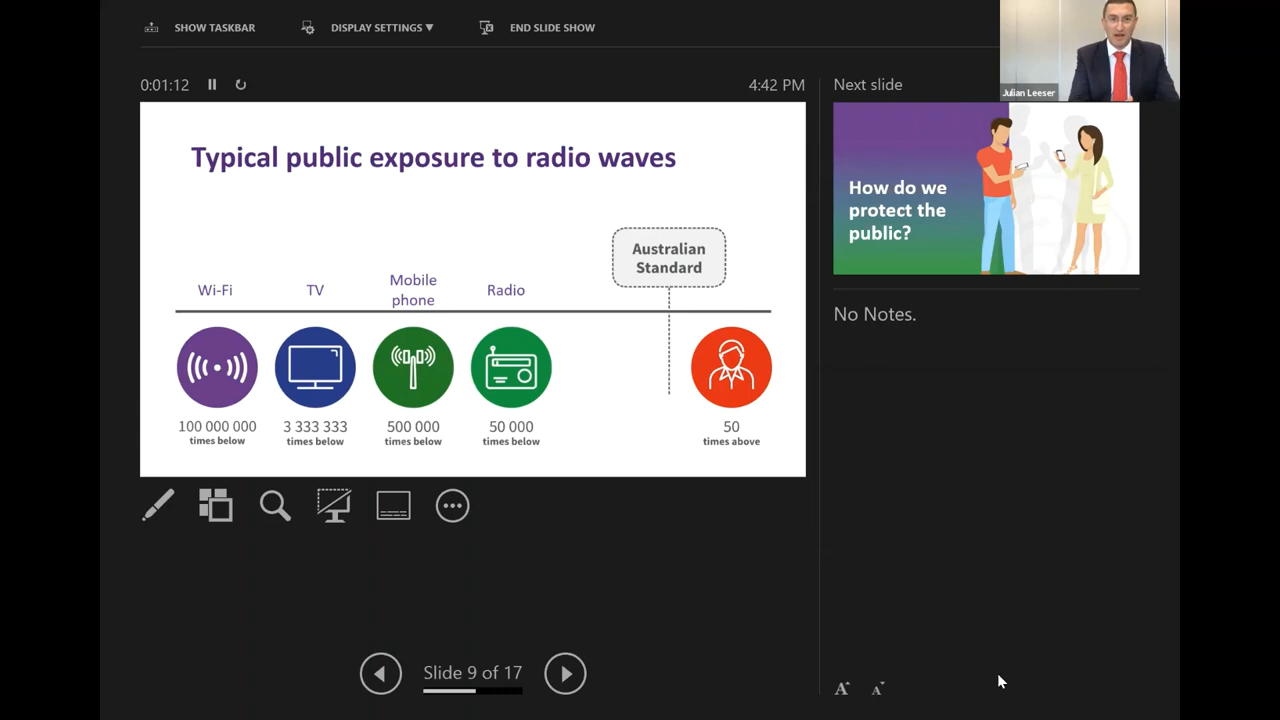 SHOW TASKBAR
DISPLAY SETTINGS ▼
END SLIDE SHOW
Julian Leeser
0:01:12
4:42 PM
Next slide
Typical public exposure to radio waves
Australian
Standard
Wi-Fi
TV
Mobile
phone
Radio
100 000 000
times below
3 333 333
times below
500 000
times below
50 000
times below
50
times above
How do we
protect the
public?
No Notes.
Slide 9 of 17
A
A